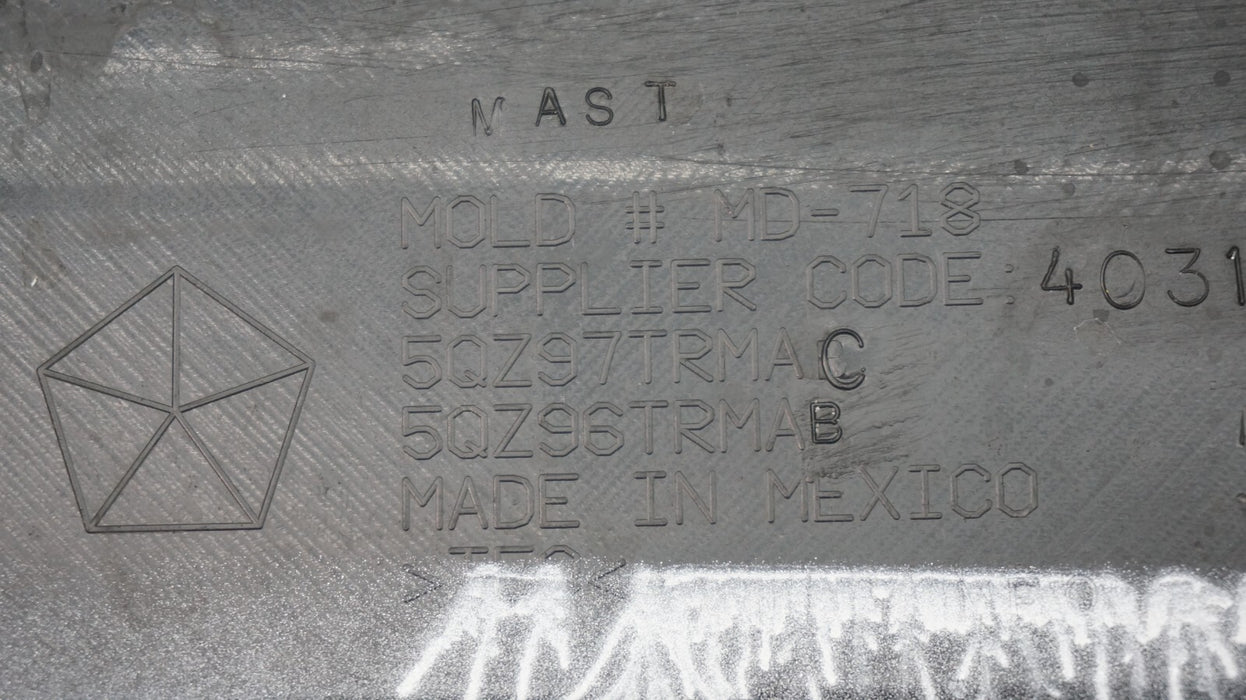 MAST
MOLD # MD-718
SUPPLIER CODE: 4031
5QZ97TRMAC
5QZ96TRMAB
MADE IN MEXICO